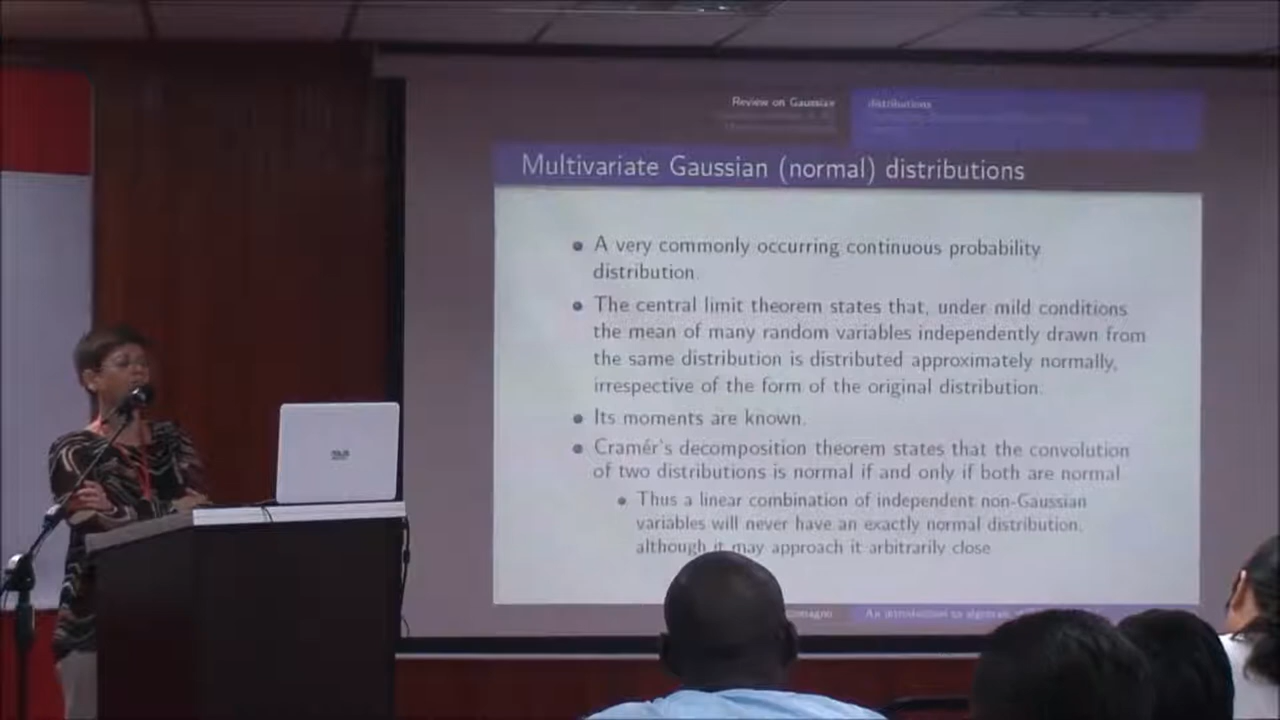 Review on Gaussian
distributions
Multivariate Gaussian (normal) distributions
A very commonly occurring continuous probability
distribution.
The central limit theorem states that, under mild conditions
the mean of many random variables independently drawn from
the same distribution is distributed approximately normally,
irrespective of the form of the original distribution.
Its moments are known.
Cramér's decomposition theorem states that the convolution
of two distributions is normal if and only if both are normal
Thus a linear combination of independent non-Gaussian
variables will never have an exactly normal distribution,
although it may approach it arbitrarily close
An introduction to algebraic